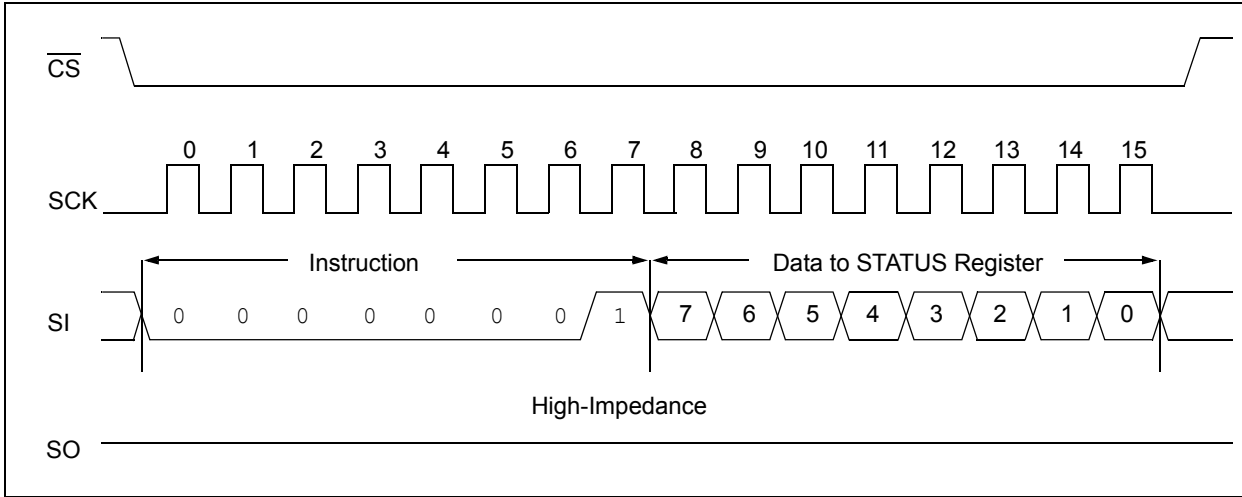 CS
0 1 2 3 4 5 6 7 8 9 10 11 12 13 14 15
SCK
Instruction Data to STATUS Register
SI 0 0 0 0 0 0 0 1 7 6 5 4 3 2 1 0
High-Impedance
SO